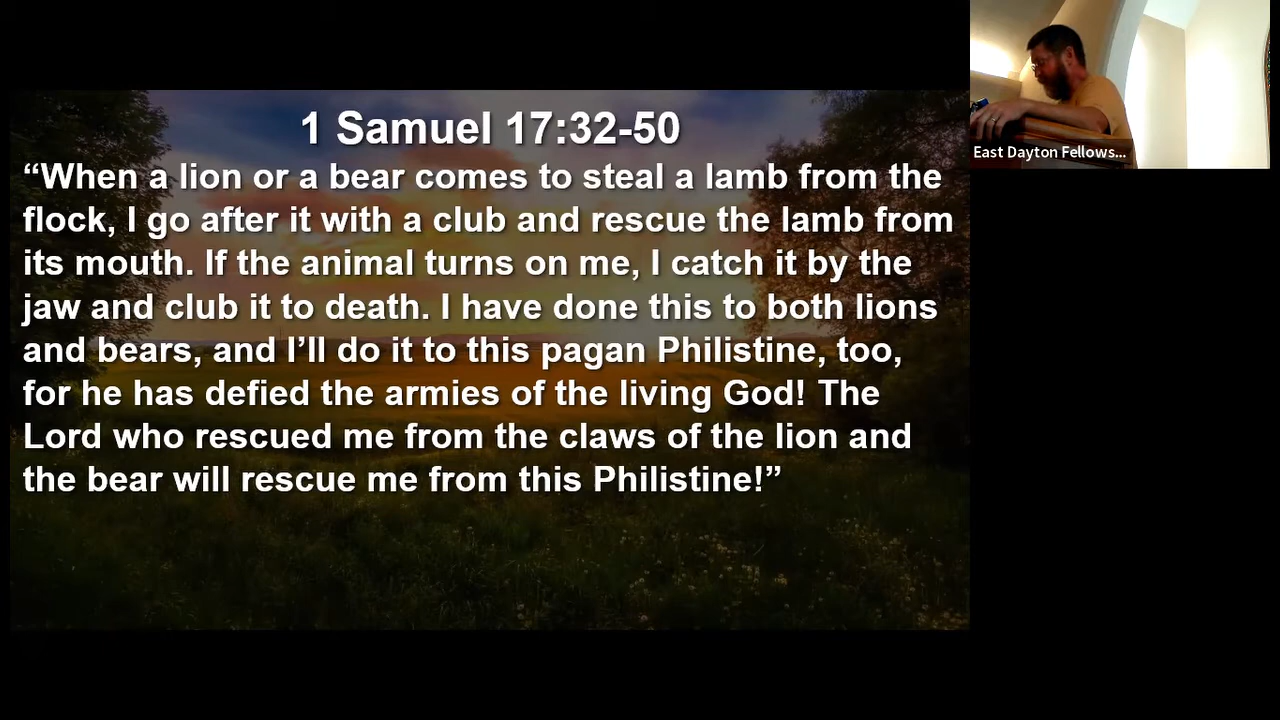 1 Samuel 17:32-50
“When a lion or a bear comes to steal a lamb from the
flock, I go after it with a club and rescue the lamb from
its mouth. If the animal turns on me, I catch it by the
jaw and club it to death. I have done this to both lions
and bears, and I’ll do it to this pagan Philistine, too,
for he has defied the armies of the living God! The
Lord who rescued me from the claws of the lion and
the bear will rescue me from this Philistine!”
East Dayton Fellows...